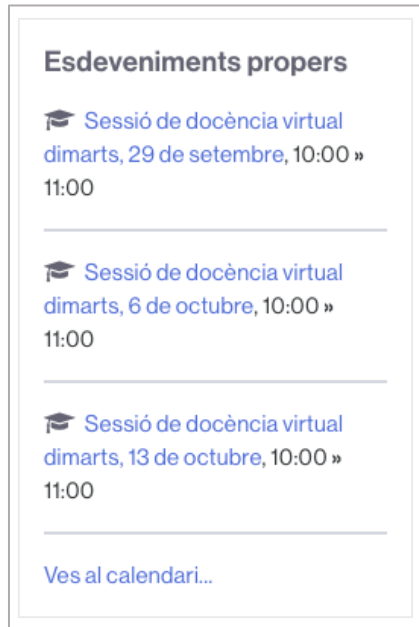 Esdeveniments propers
Sessió de docència virtual
dimarts, 29 de setembre, 10:00 »
11:00
Sessió de docència virtual
dimarts, 6 de octubre, 10:00 »
11:00
Sessió de docència virtual
dimarts, 13 de octubre, 10:00 »
11:00
Ves al calendari...